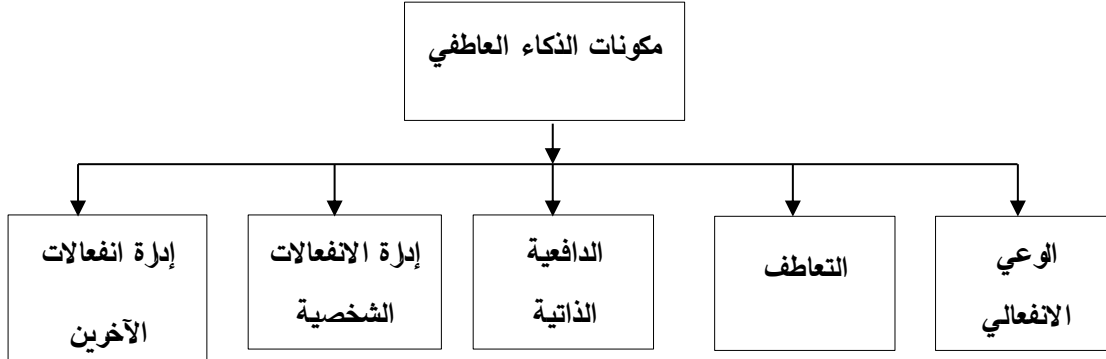 مكونات الذكاء العاطفي
الوعي
الانفعالي
التعاطف
الدافعية
الذاتية
إدارة الانفعالات
الشخصية
إدارة انفعالات
الآخرين